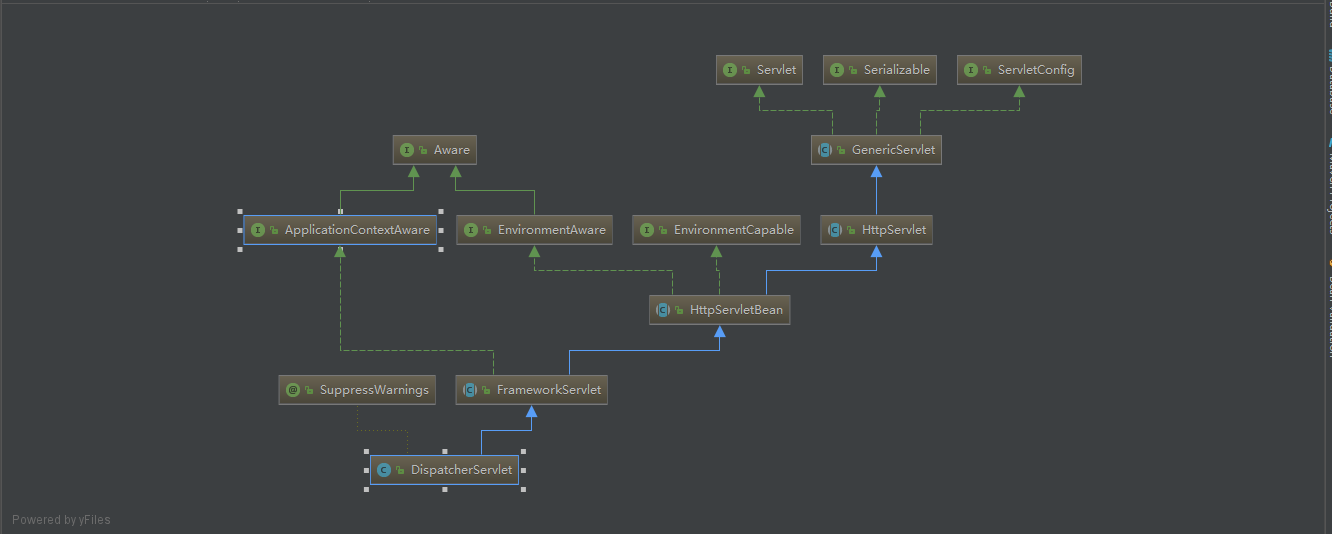 Servlet
Serializable
ServletConfig
Aware
GenericServlet
ApplicationContextAware
EnvironmentAware
EnvironmentCapable
HttpServlet
HttpServletBean
SuppressWarnings
FrameworkServlet
DispatcherServlet
Powered by yFiles